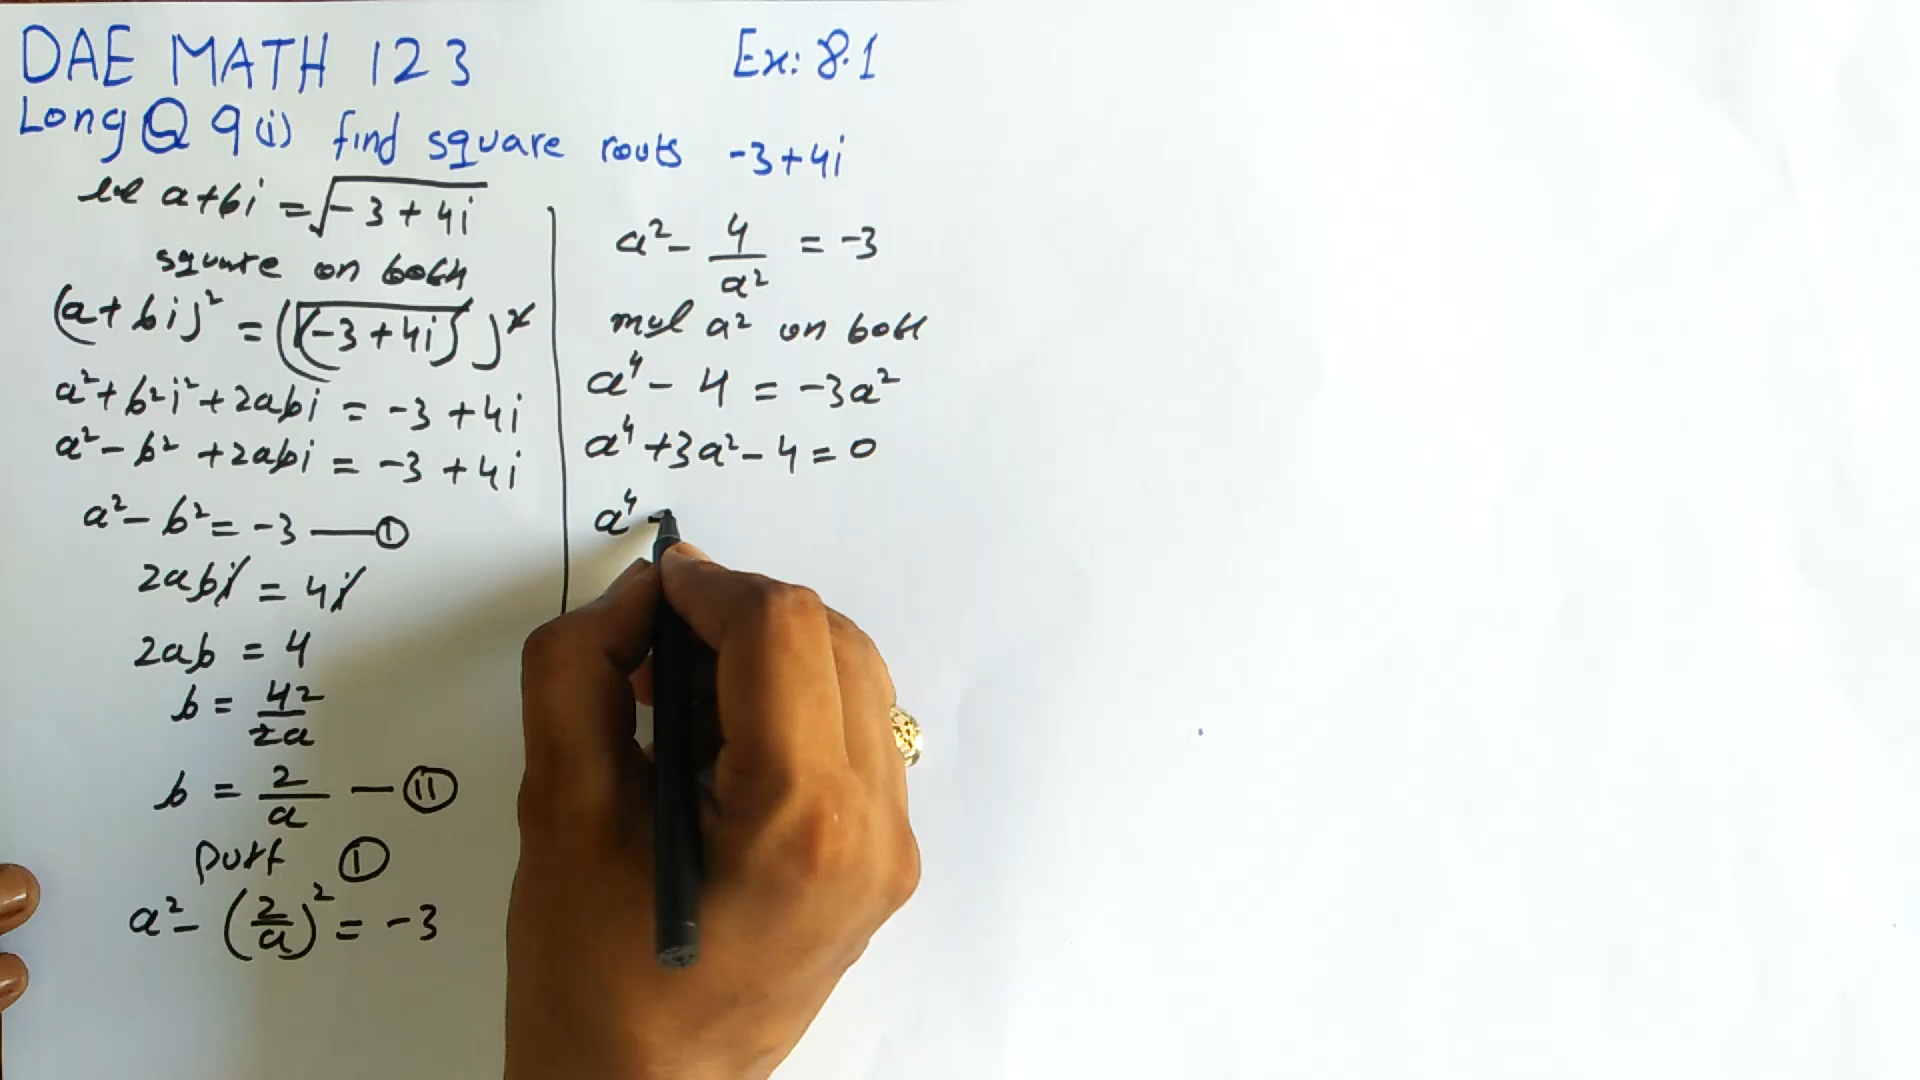 DAE MATH 123 Ex: 8.1
Long Q 9(i) find square routs -3+4i
let a+bi = √-3+4i
square on both
(a+bi)² = (√(-3+4i))²
a²+b²i²+2abi = -3+4i
a²-b²+2abi = -3+4i
a²-b² = -3 —①
2abi = 4i
2ab = 4
b = 42/2a
b = 2/a —(II)
put ①
a²-(2/a)² = -3
a²- 4/a² = -3
mul a² on both
a⁴-4 = -3a²
a⁴+3a²-4=0
a⁴ -